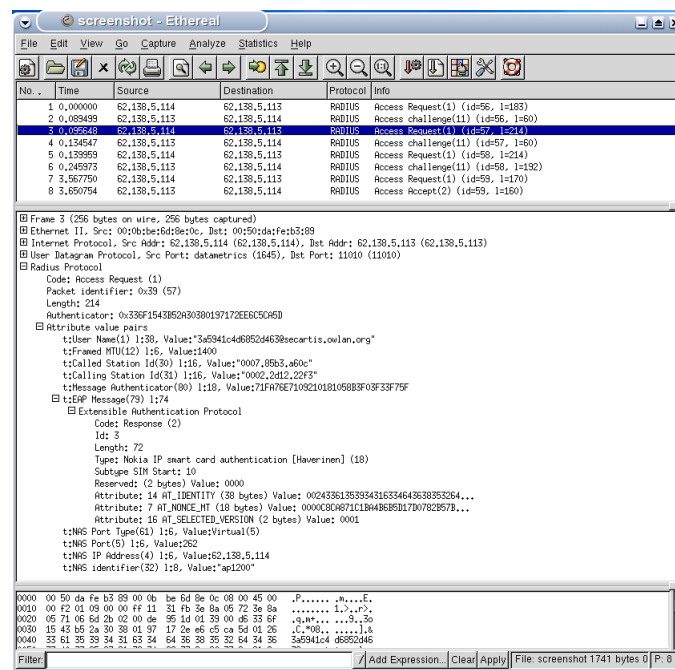 screenshot - Ethereal
File Edit View Go Capture Analyze Statistics Help
No. . Time Source Destination Protocol Info
1 0.000000 62.138.5.114 62.138.5.113 RADIUS Access Request(1) (id=56, l=183)
2 0.089499 62.138.5.113 62.138.5.114 RADIUS Access challenge(11) (id=56, l=60)
3 0.095648 62.138.5.114 62.138.5.113 RADIUS Access Request(1) (id=57, l=214)
4 0.134547 62.138.5.113 62.138.5.114 RADIUS Access challenge(11) (id=57, l=60)
5 0.139959 62.138.5.114 62.138.5.113 RADIUS Access Request(1) (id=58, l=214)
6 0.245973 62.138.5.113 62.138.5.114 RADIUS Access challenge(11) (id=58, l=192)
7 3.567750 62.138.5.114 62.138.5.113 RADIUS Access Request(1) (id=59, l=170)
8 3.650754 62.138.5.113 62.138.5.114 RADIUS Access Accept(2) (id=59, l=160)
Frame 3 (256 bytes on wire, 256 bytes captured)
Ethernet II, Src: 00:0b:be:6d:8e:0c, Dst: 00:50:da:fe:b3:89
Internet Protocol, Src Addr: 62.138.5.114 (62.138.5.114), Dst Addr: 62.138.5.113 (62.138.5.113)
User Datagram Protocol, Src Port: datametrics (1645), Dst Port: 11010 (11010)
Radius Protocol
Code: Access Request (1)
Packet identifier: 0x39 (57)
Length: 214
Authenticator: 0x336F1543B52A30380197172EE6C5CA5D
Attribute value pairs
t:User Name(1) l:38, Value:"3a5941c4d6852d463@secartis.owlan.org"
t:Framed MTU(12) l:6, Value:1400
t:Called Station Id(30) l:16, Value:"0007.85b3.a60c"
t:Calling Station Id(31) l:16, Value:"0002.2d12.22f3"
t:Message Authenticator(80) l:18, Value:71FA76E7109210181058B3F03F33F75F
t:EAP Message(79) l:74
Extensible Authentication Protocol
Code: Response (2)
Id: 3
Length: 72
Type: Nokia IP smart card authentication [Haverinen] (18)
Subtype SIM Start: 10
Reserved: (2 bytes) Value: 0000
Attribute: 14 AT_IDENTITY (38 bytes) Value: 00243361353934316334643638353264...
Attribute: 7 AT_NONCE_MT (18 bytes) Value: 0000C8CA871C1BA4B6B5D17D0782B57B...
Attribute: 16 AT_SELECTED_VERSION (2 bytes) Value: 0001
t:NAS Port Type(61) l:6, Value:Virtual(5)
t:NAS Port(5) l:6, Value:262
t:NAS IP Address(4) l:6, Value:62.138.5.114
t:NAS identifier(32) l:8, Value:"ap1200"
0000 00 50 da fe b3 89 00 0b be 6d 8e 0c 08 00 45 00 .P...... .m....E.
0010 00 f2 01 09 00 00 ff 11 31 fb 3e 8a 05 72 3e 8a ........ 1.>..r>.
0020 05 71 06 6d 2b 02 00 de 95 1d 01 39 00 d6 33 6f .q.m+... ...9..3o
0030 15 43 b5 2a 30 38 01 97 17 2e e6 c5 ca 5d 01 26 .C.*08.. .....].&
0040 33 61 35 39 34 31 63 34 64 36 38 35 32 64 34 36 3a5941c4 d6852d46
Filter: / Add Expression... Clear Apply File: screenshot 1741 bytes 0 P: 8